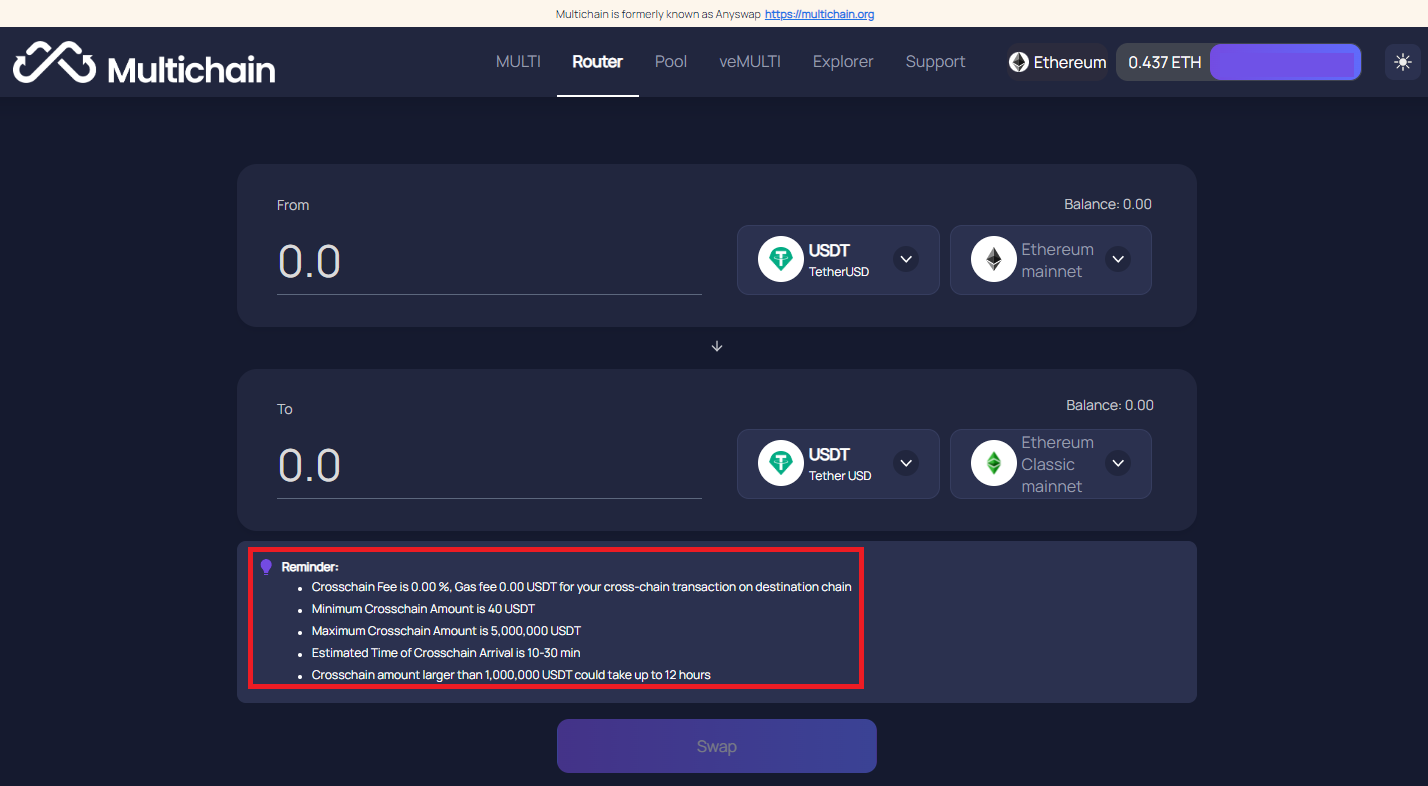 Multichain is formerly known as Anyswap https://multichain.org
Multichain
MULTI Router Pool veMULTI Explorer Support Ethereum 0.437 ETH
From Balance: 0.00
0.0
USDT
TetherUSD
Ethereum
mainnet
To Balance: 0.00
0.0
USDT
Tether USD
Ethereum
Classic
mainnet
Reminder:
Crosschain Fee is 0.00 %, Gas fee 0.00 USDT for your cross-chain transaction on destination chain
Minimum Crosschain Amount is 40 USDT
Maximum Crosschain Amount is 5,000,000 USDT
Estimated Time of Crosschain Arrival is 10-30 min
Crosschain amount larger than 1,000,000 USDT could take up to 12 hours
Swap